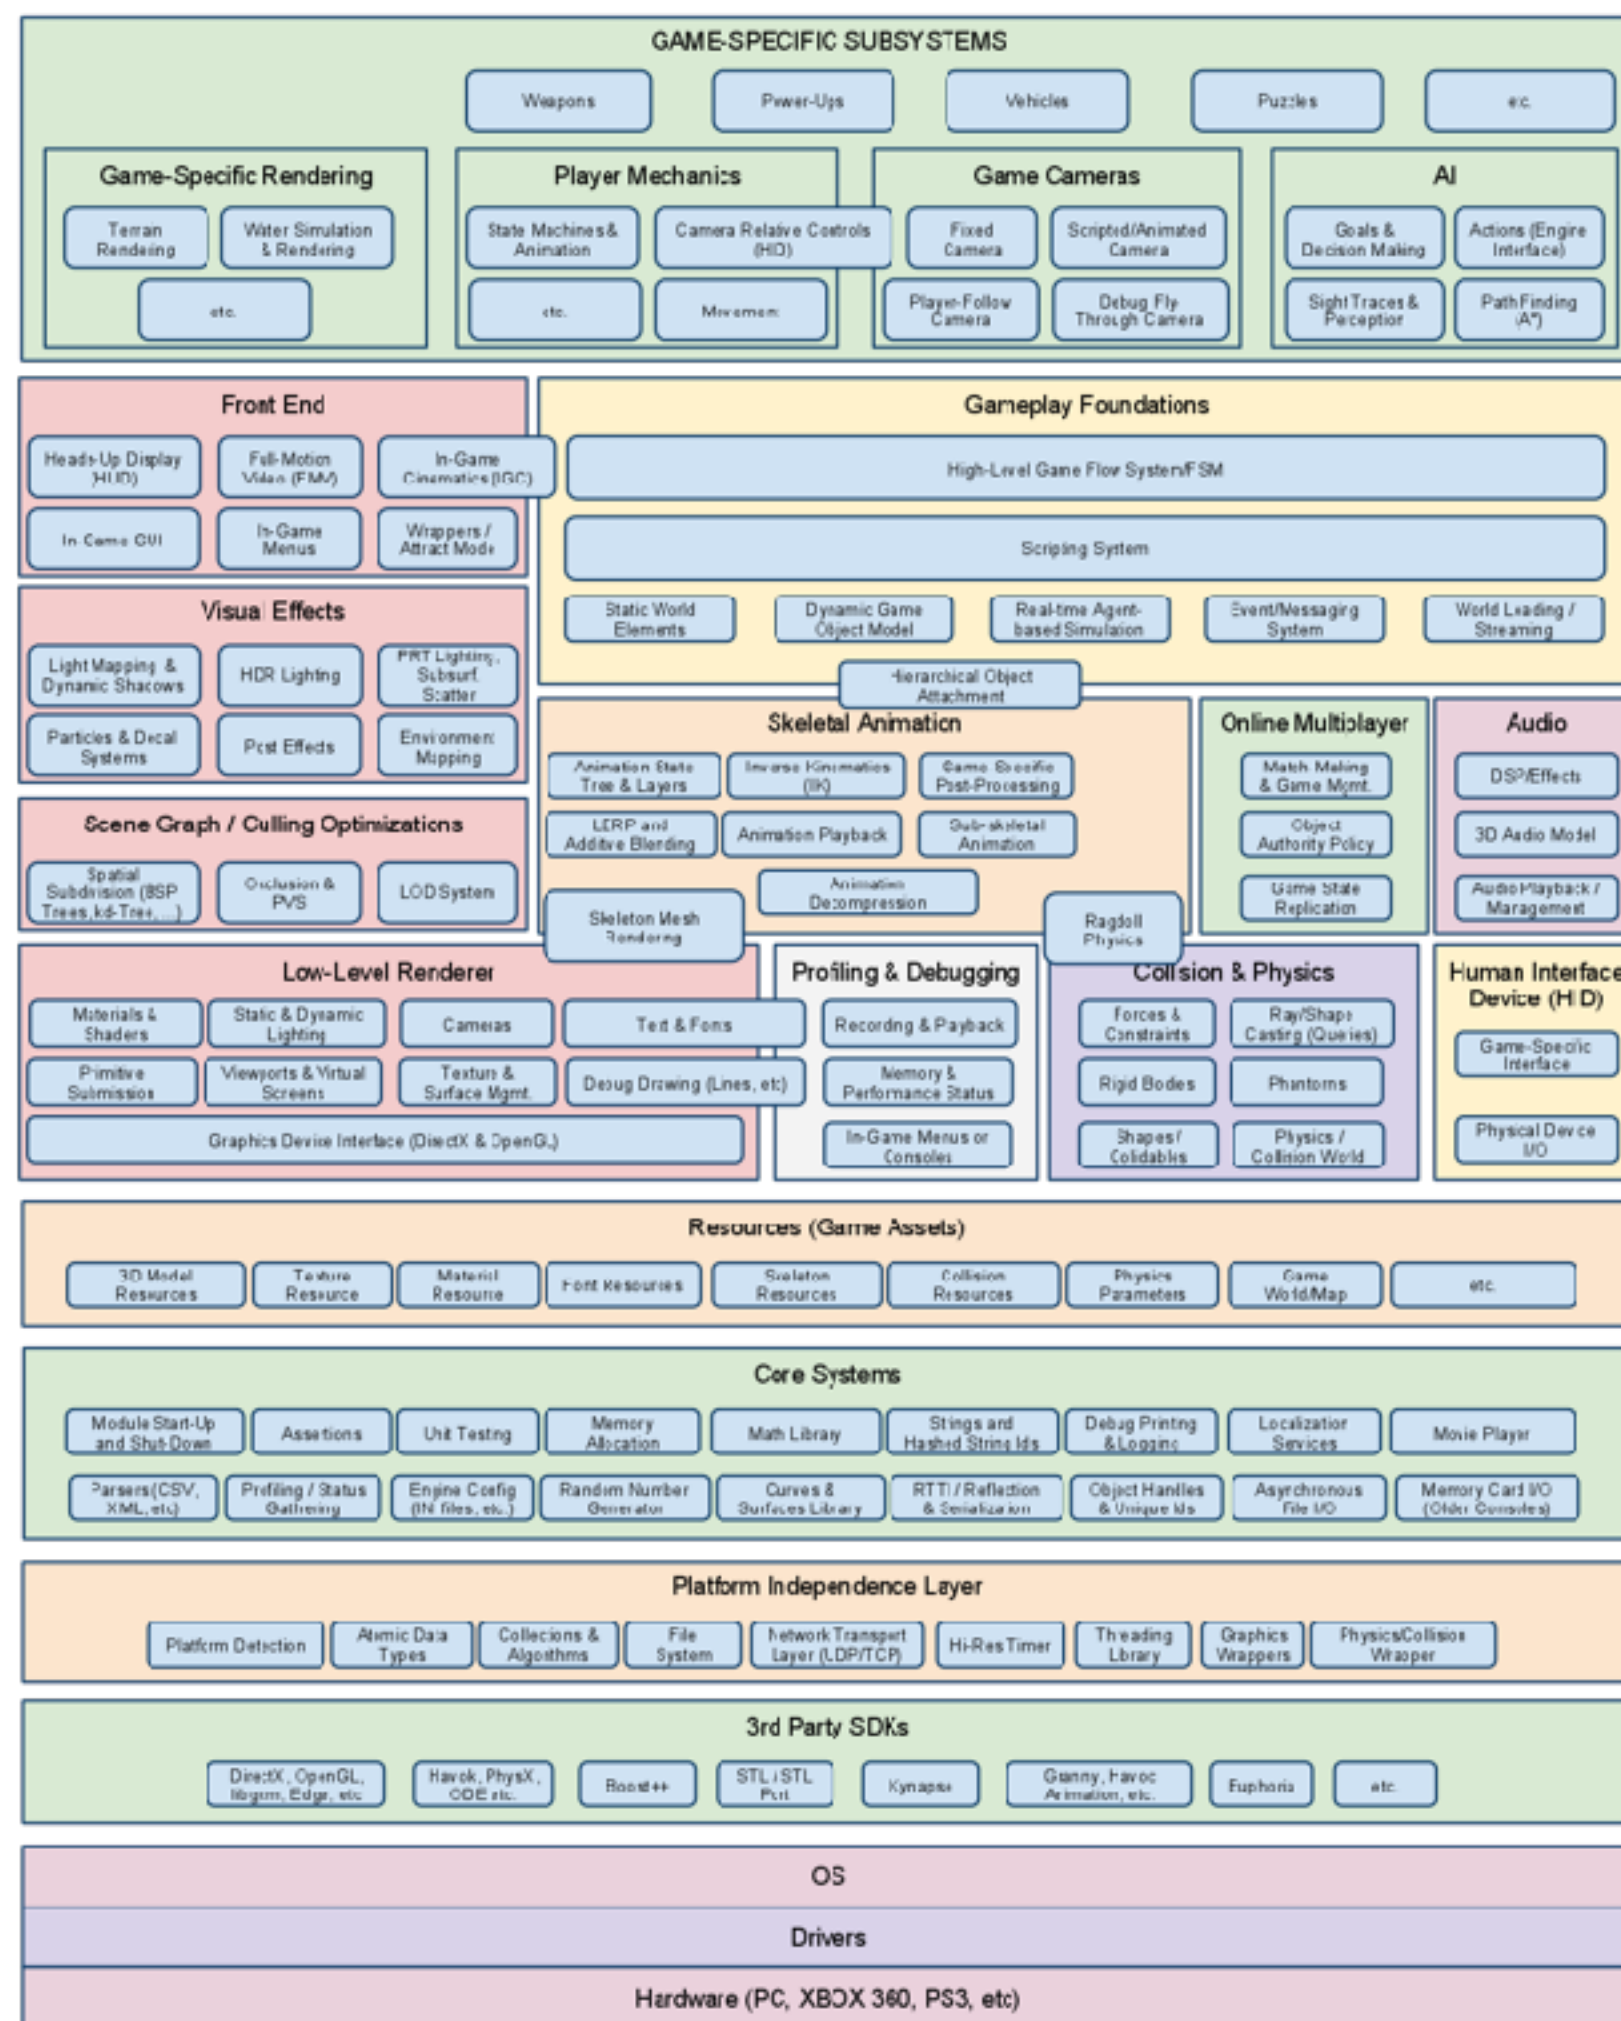 GAME-SPECIFIC SUBSYSTEMS
Weapons
Power-Ups
Vehicles
Puzzles
etc.
Game-Specific Rendering
Terrain
Rendering
Water Simulation
& Rendering
etc.
Player Mechanics
State Machines &
Animation
Camera Relative Controls
(HID)
etc.
Movement
Game Cameras
Fixed
Camera
Scripted/Animated
Camera
Player-Follow
Camera
Debug Fly
Through Camera
AI
Goals &
Decision Making
Actions (Engine
Interface)
Sight Traces &
Perception
Path Finding
(A*)
Front End
Heads-Up Display
(HUD)
Full-Motion
Video (FMV)
In-Game
Cinematics (IGC)
In-Game GUI
In-Game
Menus
Wrappers /
Attract Mode
Gameplay Foundations
High-Level Game Flow System/FSM
Scripting System
Static World
Elements
Dynamic Game
Object Model
Real-time Agent-
based Simulation
Event/Messaging
System
World Loading /
Streaming
Hierarchical Object
Attachment
Visual Effects
Light Mapping &
Dynamic Shadows
HDR Lighting
PRT Lighting,
Subsurf.
Scatter
Particles & Decal
Systems
Post Effects
Environment
Mapping
Scene Graph / Culling Optimizations
Spatial
Subdivision (BSP
Trees, kd-Tree, ...)
Occlusion &
PVS
LOD System
Skeletal Animation
Animation State
Tree & Layers
Inverse Kinematics
(IK)
Game Specific
Post-Processing
LERP and
Additive Blending
Animation Playback
Sub-skeletal
Animation
Animation
Decompression
Skeleton Mesh
Rendering
Ragdoll
Physics
Online Multiplayer
Match Making
& Game Mgmt.
Object
Authority Policy
Game State
Replication
Audio
DSP/Effects
3D Audio Model
Audio Playback /
Management
Low-Level Renderer
Materials &
Shaders
Static & Dynamic
Lighting
Cameras
Text & Fonts
Primitive
Submission
Viewports & Virtual
Screens
Texture &
Surface Mgmt.
Debug Drawing (Lines, etc)
Graphics Device Interface (DirectX & OpenGL)
Profiling & Debugging
Recording & Playback
Memory &
Performance Status
In-Game Menus or
Consoles
Collision & Physics
Forces &
Constraints
Ray/Shape
Casting (Queries)
Rigid Bodies
Phantoms
Shapes /
Colidables
Physics /
Collision World
Human Interface
Device (HID)
Game-Specific
Interface
Physical Device
I/O
Resources (Game Assets)
3D Model
Resources
Texture
Resource
Material
Resource
Font Resources
Skeleton
Resources
Collision
Resources
Physics
Parameters
Game
World/Map
etc.
Core Systems
Module Start-Up
and Shut-Down
Assertions
Unit Testing
Memory
Allocation
Math Library
Stings and
Hashed String Ids
Debug Printing
& Logging
Localization
Services
Movie Player
Parsers (CSV,
XML, etc)
Profiling / Status
Gathering
Engine Config
(INI files, etc.)
Random Number
Generator
Curves &
Surfaces Library
RTTI / Reflection
& Serialization
Object Handles
& Unique Ids
Asynchronous
File I/O
Memory Card I/O
(Older Consoles)
Platform Independence Layer
Platform Detection
Atomic Data
Types
Collections &
Algorithms
File
System
Network Transport
Layer (UDP/TCP)
Hi-Res Timer
Threading
Library
Graphics
Wrappers
Physics/Collision
Wrapper
3rd Party SDKs
DirectX, OpenGL,
libgcm, Edge, etc
Havok, PhysX,
ODE etc.
Boost++
STL / STL
Port
Kynapse
Granny, Havoc
Animation, etc.
Euphoria
etc.
OS
Drivers
Hardware (PC, XBOX 360, PS3, etc)